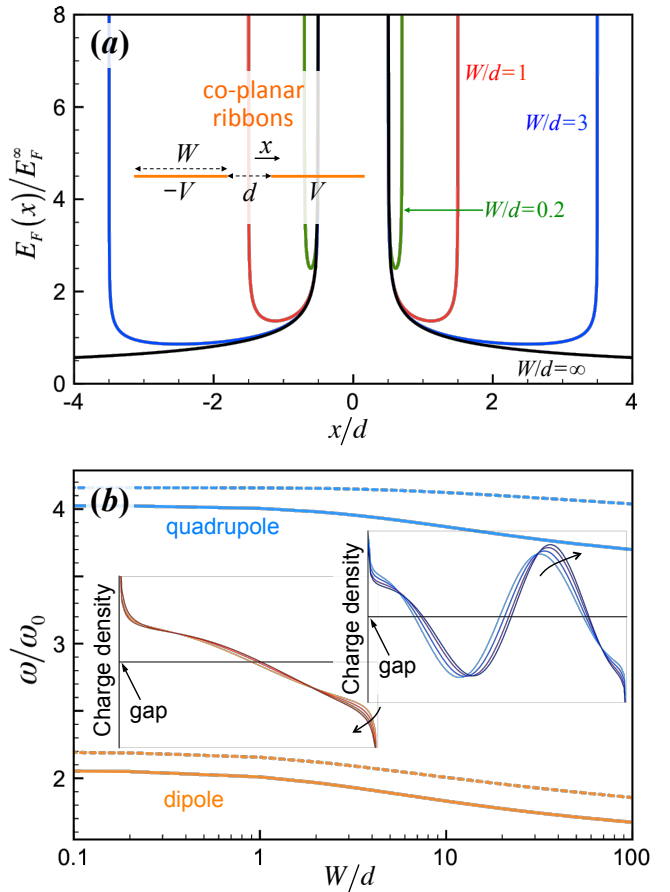 (a)
8
6
4
2
0
E_F(x)/E_F^∞
co-planar
ribbons
W
x
d
−V
V
W/d=1
W/d=3
W/d=0.2
W/d=∞
-4
-2
0
2
4
x/d
(b)
4
3
2
ω/ω₀
quadrupole
Charge density
gap
Charge density
gap
dipole
0.1
1
10
100
W/d